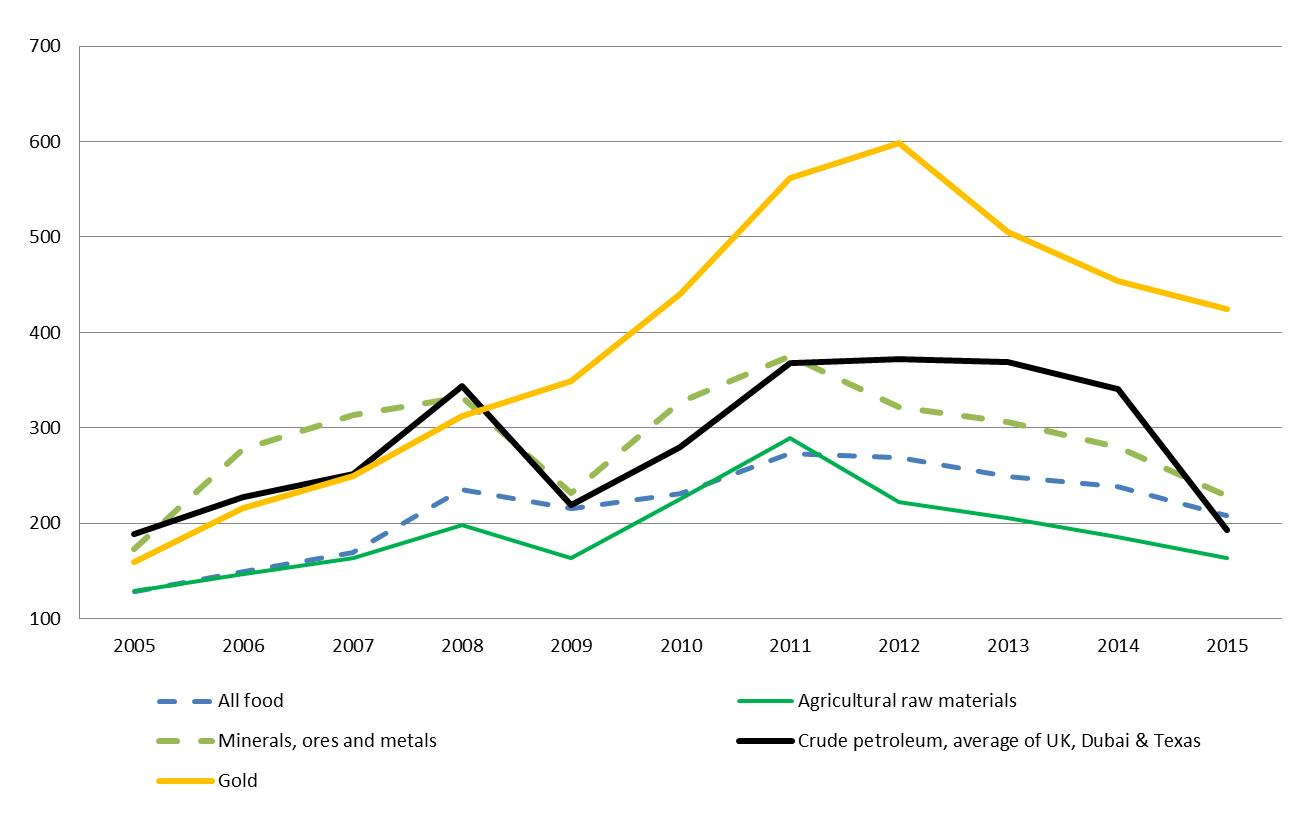 700
600
500
400
300
200
100
2005 2006 2007 2008 2009 2010 2011 2012 2013 2014 2015
All food
Agricultural raw materials
Minerals, ores and metals
Crude petroleum, average of UK, Dubai & Texas
Gold